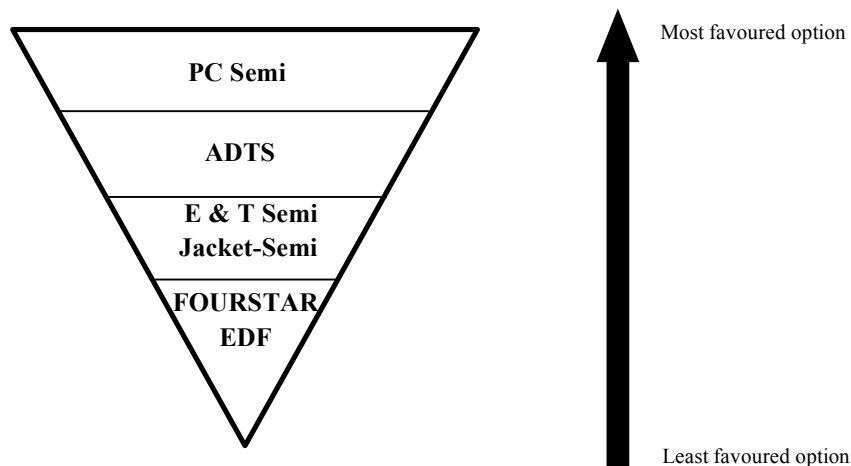 Most favoured option
PC Semi
ADTS
E & T Semi
Jacket-Semi
FOURSTAR
EDF
Least favoured option